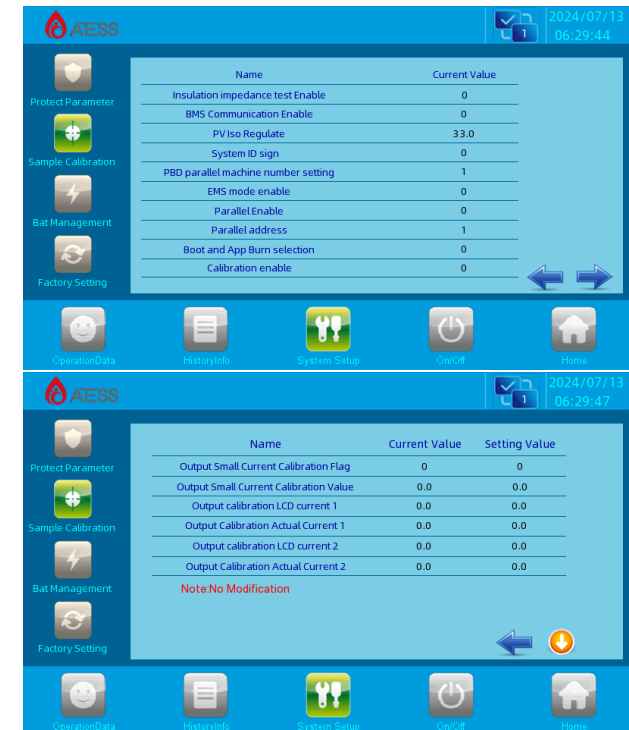 ATESS
1
2024/07/13
06:29:44
Protect Parameter
Sample Calibration
Bat Management
Factory Setting
Name Current Value
Insulation impedance test Enable 0
BMS Communication Enable 0
PV Iso Regulate 33.0
System ID sign 0
PBD parallel machine number setting 1
EMS mode enable 0
Parallel Enable 0
Parallel address 1
Boot and App Burn selection 0
Calibration enable 0
OperationData HistoryInfo System Setup On/Off Home
ATESS
1
2024/07/13
06:29:47
Protect Parameter
Sample Calibration
Bat Management
Factory Setting
Name Current Value Setting Value
Output Small Current Calibration Flag 0 0
Output Small Current Calibration Value 0.0 0.0
Output calibration LCD current 1 0.0 0.0
Output Calibration Actual Current 1 0.0 0.0
Output calibration LCD current 2 0.0 0.0
Output Calibration Actual Current 2 0.0 0.0
Note:No Modification
OperationData HistoryInfo System Setup On/Off Home